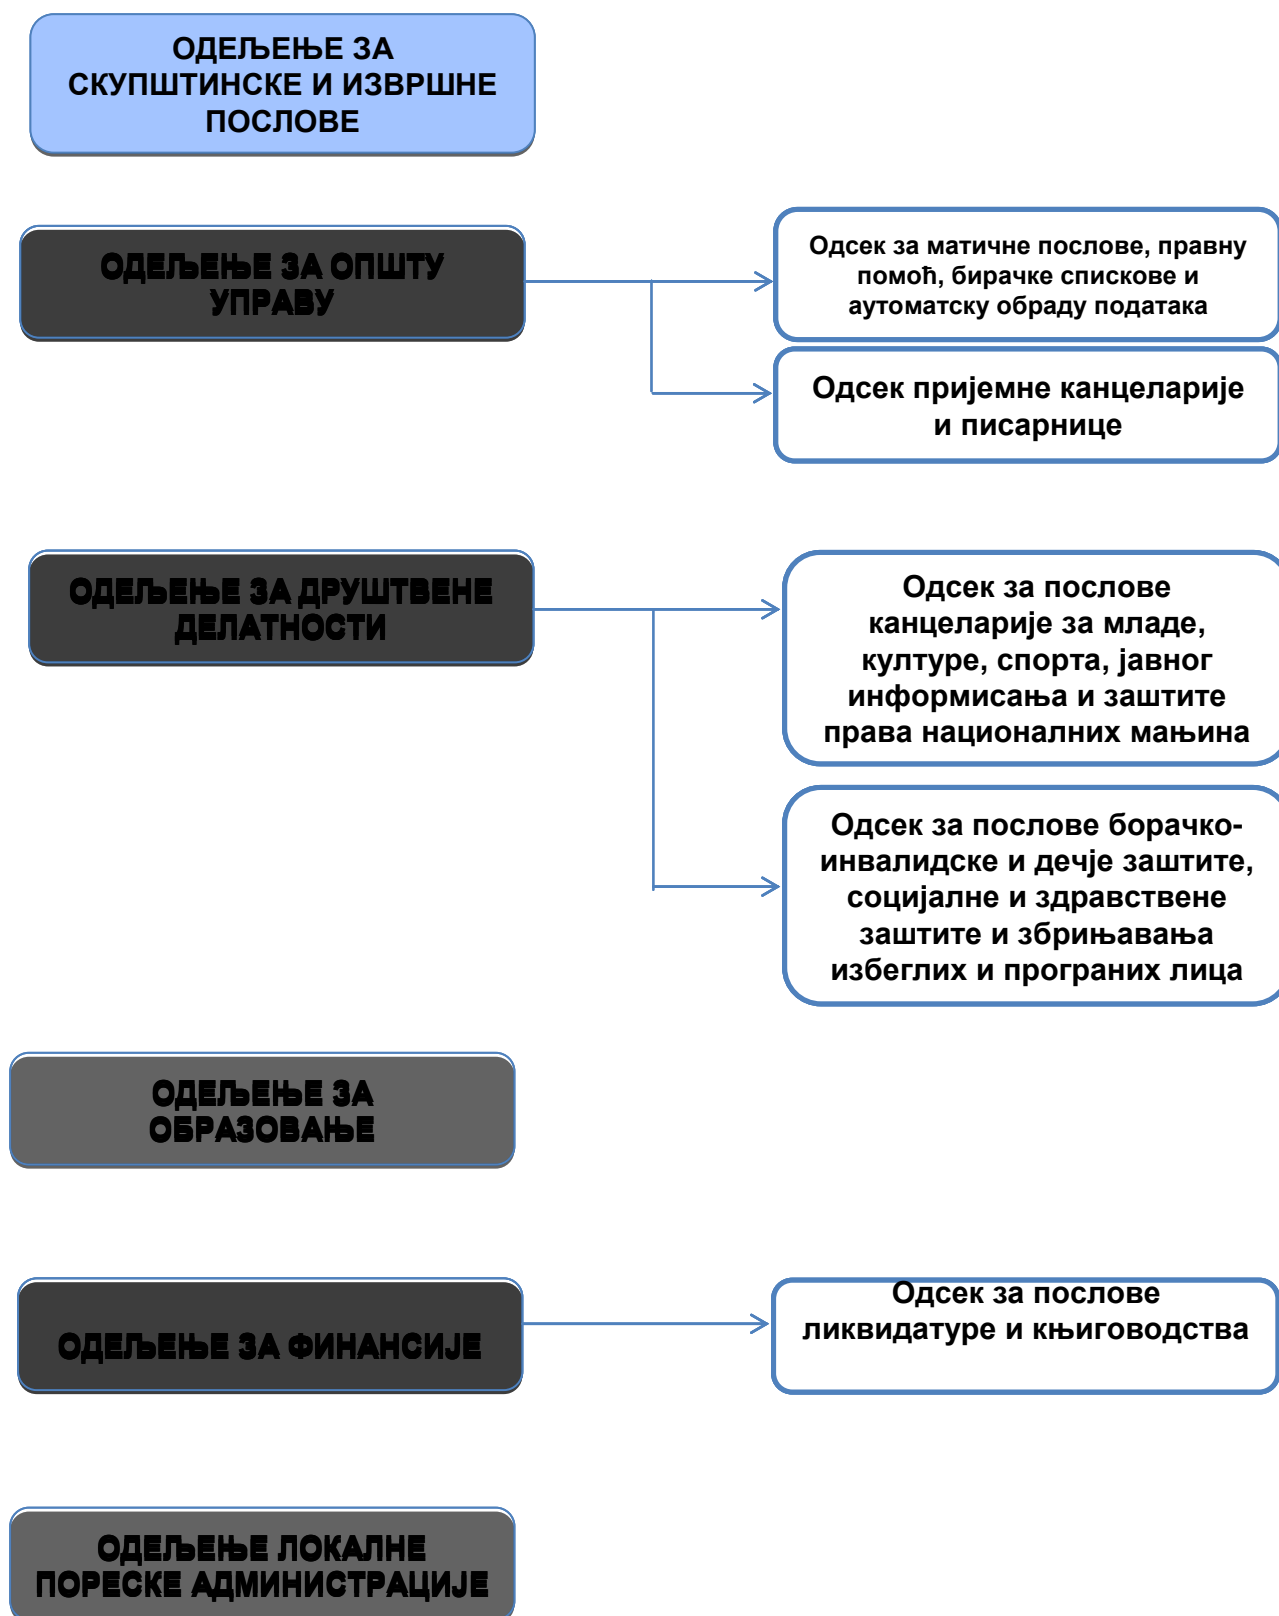 ОДЕЉЕЊЕ ЗА
СКУПШТИНСКЕ И ИЗВРШНЕ
ПОСЛОВЕ
ОДЕЉЕЊЕ ЗА ОПШТУ
УПРАВУ
Одсек за матичне послове, правну
помоћ, бирачке спискове и
аутоматску обраду података
Одсек пријемне канцеларије
и писарнице
ОДЕЉЕЊЕ ЗА ДРУШТВЕНЕ
ДЕЛАТНОСТИ
Одсек за послове
канцеларије за младе,
културе, спорта, јавног
информисања и заштите
права националних мањина
Одсек за послове борачко-
инвалидске и дечје заштите,
социјалне и здравствене
заштите и збрињавања
избеглих и програних лица
ОДЕЉЕЊЕ ЗА
ОБРАЗОВАЊЕ
ОДЕЉЕЊЕ ЗА ФИНАНСИЈЕ
Одсек за послове
ликвидатуре и књиговодства
ОДЕЉЕЊЕ ЛОКАЛНЕ
ПОРЕСКЕ АДМИНИСТРАЦИЈЕ